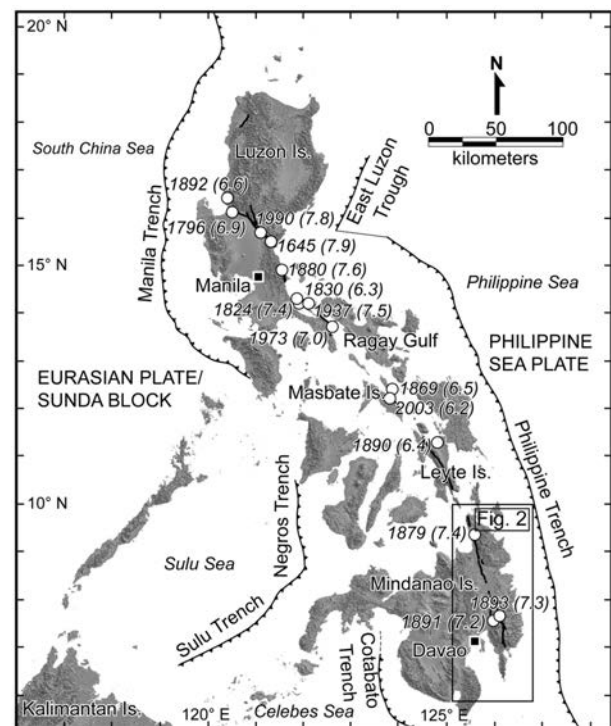 20° N
N
0 50 100
kilometers
South China Sea
Luzon Is.
East Luzon
Trough
1892 (6.6)
1796 (6.9)
1990 (7.8)
1645 (7.9)
Manila Trench
15° N
1880 (7.6)
Manila
1830 (6.3)
Philippine Sea
1824 (7.4)
1937 (7.5)
1973 (7.0)
Ragay Gulf
PHILIPPINE
SEA PLATE
EURASIAN PLATE/
SUNDA BLOCK
Masbate Is.
1869 (6.5)
2003 (6.2)
1890 (6.4)
Leyte Is.
Philippine Trench
10° N
Negros Trench
Fig. 2
1879 (7.4)
Sulu Sea
Mindanao Is.
1893 (7.3)
1891 (7.2)
Sulu Trench
Davao
Cotabato
Trench
Kalimantan Is.
120° E
Celebes Sea
125° E